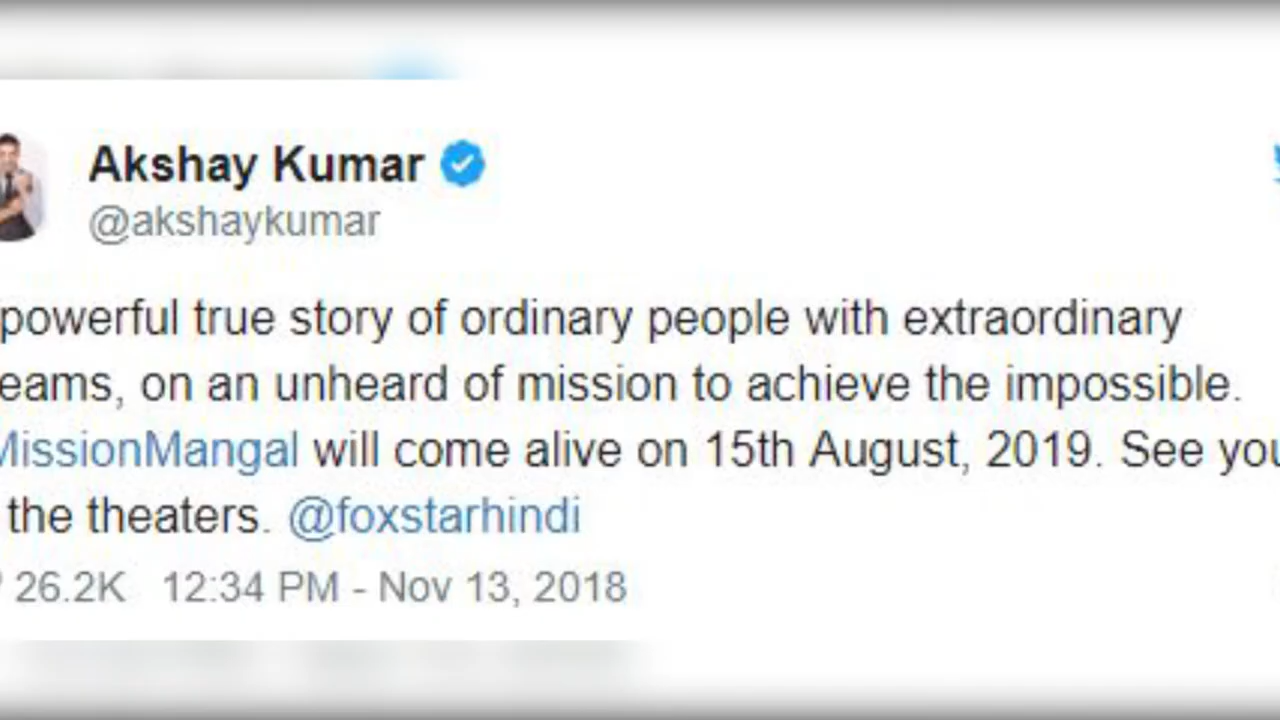 Akshay Kumar
@akshaykumar
powerful true story of ordinary people with extraordinary
eams, on an unheard of mission to achieve the impossible.
MissionMangal will come alive on 15th August, 2019. See you
the theaters. @foxstarhindi
26.2K 12:34 PM - Nov 13, 2018